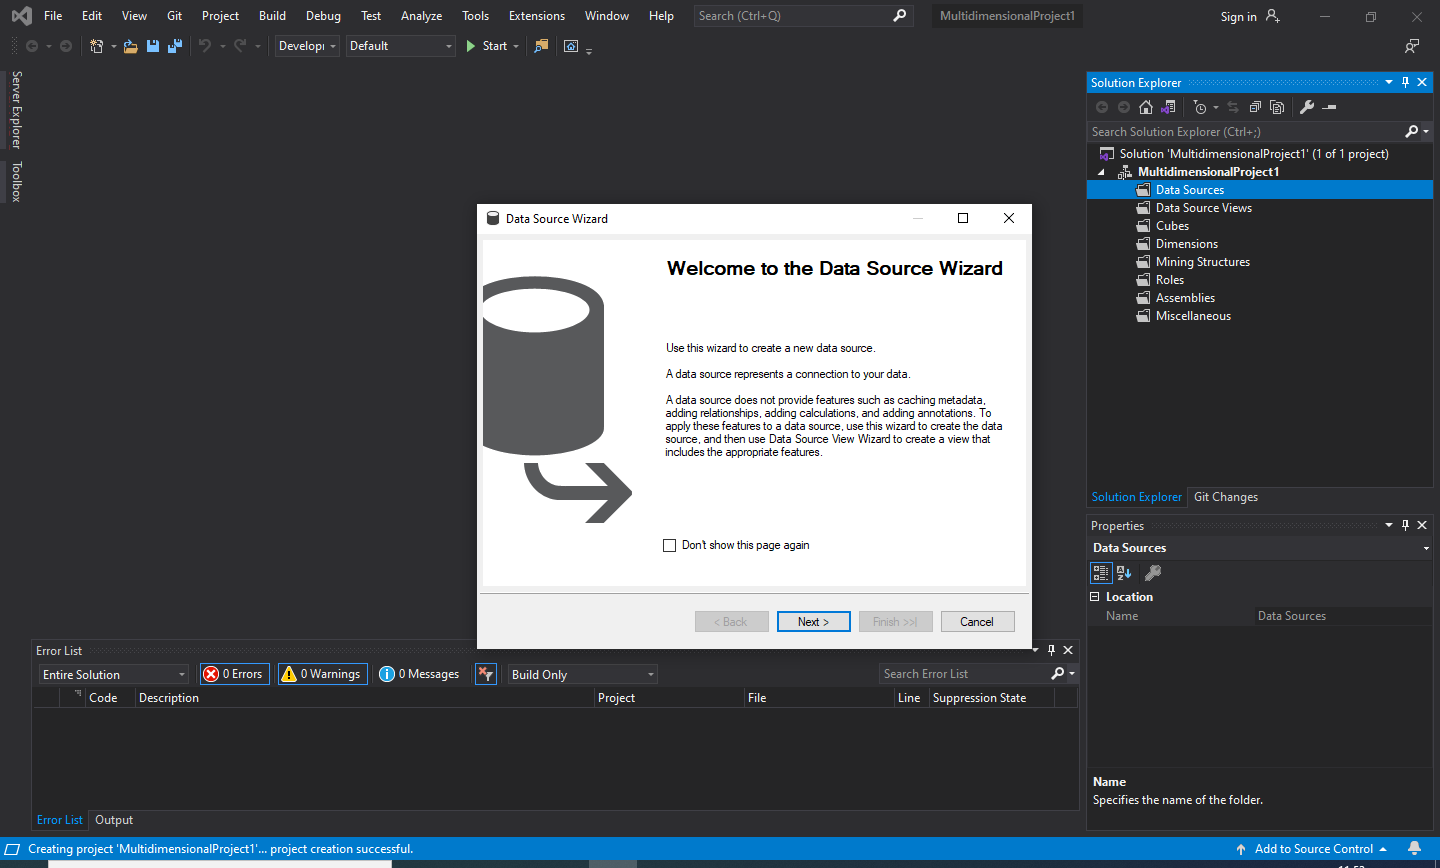 File Edit View Git Project Build Debug Test Analyze Tools Extensions Window Help Search (Ctrl+Q) MultidimensionalProject1 Sign in
Develop Default Start
Server Explorer
Toolbox
Solution Explorer
Search Solution Explorer (Ctrl+;)
Solution 'MultidimensionalProject1' (1 of 1 project)
MultidimensionalProject1
Data Sources
Data Source Views
Cubes
Dimensions
Mining Structures
Roles
Assemblies
Miscellaneous
Solution Explorer Git Changes
Data Source Wizard
Welcome to the Data Source Wizard
Use this wizard to create a new data source.
A data source represents a connection to your data.
A data source does not provide features such as caching metadata,
adding relationships, adding calculations, and adding annotations. To
apply these features to a data source, use this wizard to create the data
source, and then use Data Source View Wizard to create a view that
includes the appropriate features.
Don't show this page again
< Back Next > Finish >>| Cancel
Properties
Data Sources
Location
Name Data Sources
Name
Specifies the name of the folder.
Error List
Entire Solution 0 Errors 0 Warnings 0 Messages Build Only Search Error List
Code Description Project File Line Suppression State
Error List Output
Creating project 'MultidimensionalProject1'... project creation successful. Add to Source Control